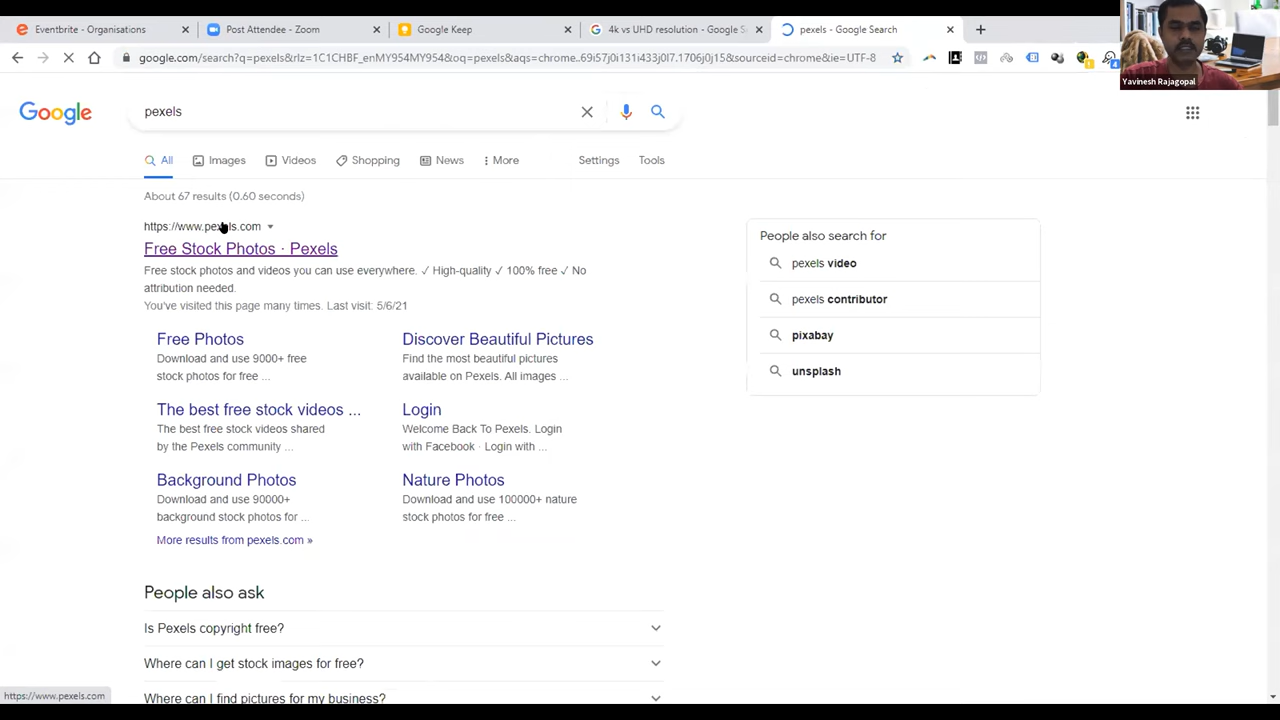 Eventbrite - Organisations
Post Attendee - Zoom
Google Keep
4k vs UHD resolution - Google S
pexels - Google Search
google.com/search?q=pexels&rlz=1C1CHBF_enMY954MY954&oq=pexels&aqs=chrome..69i57j0i131i433j0l7.1706j0j15&sourceid=chrome&ie=UTF-8
Yavinesh Rajagopal
Google
pexels
All Images Videos Shopping News More Settings Tools
About 67 results (0.60 seconds)
https://www.pexels.com
Free Stock Photos · Pexels
Free stock photos and videos you can use everywhere. ✓ High-quality ✓ 100% free ✓ No
attribution needed.
You've visited this page many times. Last visit: 5/6/21
Free Photos
Download and use 9000+ free
stock photos for free ...
Discover Beautiful Pictures
Find the most beautiful pictures
available on Pexels. All images ...
The best free stock videos ...
The best free stock videos shared
by the Pexels community ...
Login
Welcome Back To Pexels. Login
with Facebook · Login with ...
Background Photos
Download and use 90000+
background stock photos for ...
Nature Photos
Download and use 100000+ nature
stock photos for free ...
More results from pexels.com »
People also search for
pexels video
pexels contributor
pixabay
unsplash
People also ask
Is Pexels copyright free?
Where can I get stock images for free?
Where can I find pictures for my business?
https://www.pexels.com